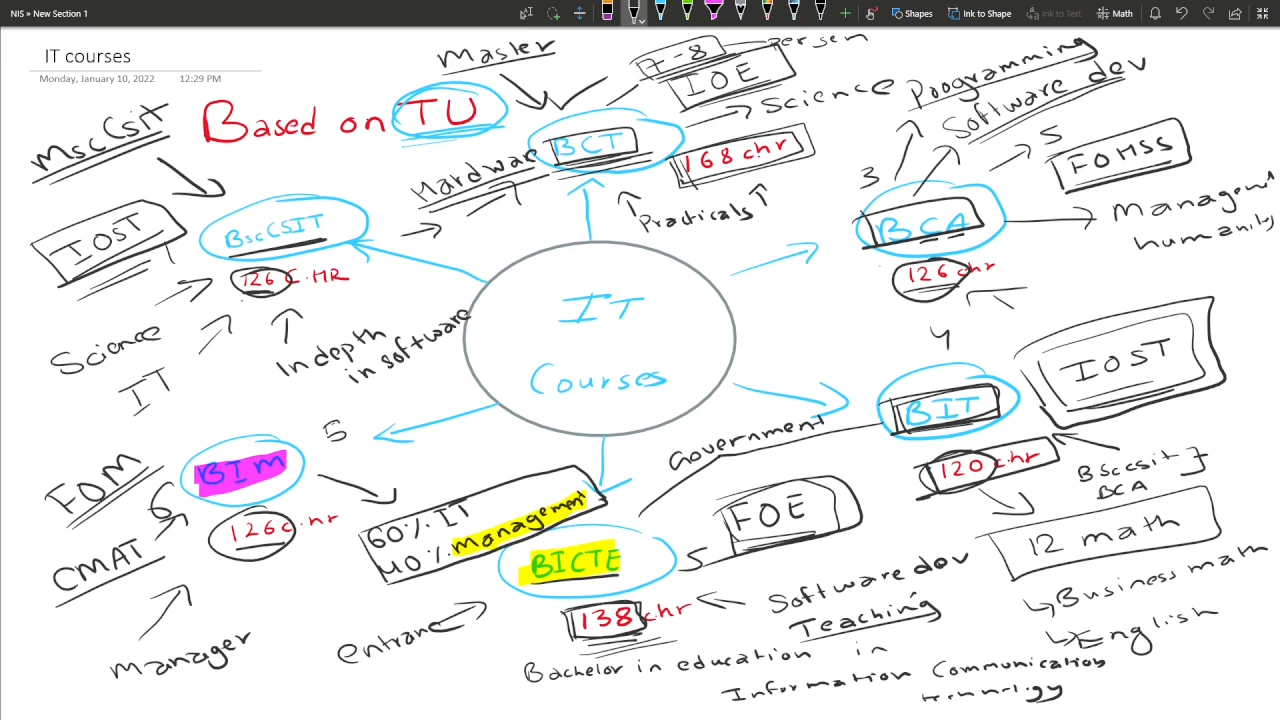 NIS » New Section 1
Shapes
Ink to Shape
Ink to Text
Math
IT courses
Monday, January 10, 2022
12:29 PM
Based on TU
IT
Courses
Master
BCT
7-8
per sem
IOE
168 chr
Science
Practicals
Hardware
MscCsit
IOST
BscCSIT
126 C.HR
Science
IT
Indepth
in software
Programming
Software dev
3
5
FOHSS
BCA
126 chr
Management
humanity
4
BIT
IOST
120 chr
Bsccsit
BCA
12 math
Business math
English
Government
5
BIM
126 c.hr
FOM
6
CMAT
Manager
60% IT
40% management
BICTE
FOE
5
138 chr
entrance
Software dev
Teaching
Bachelor in education in
Information Communication